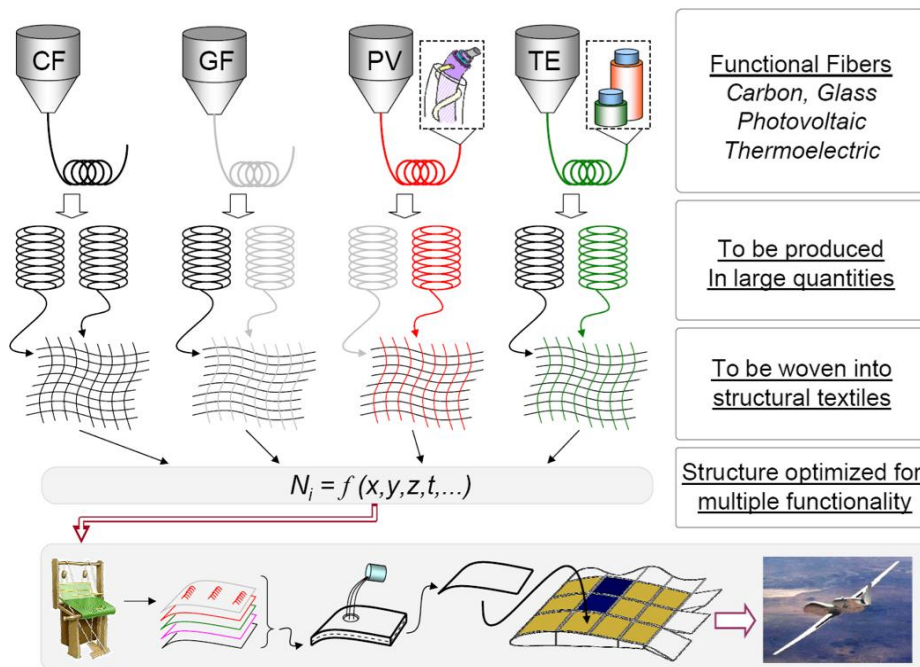 CF
GF
PV
TE
Functional Fibers
Carbon, Glass
Photovoltaic
Thermoelectric
To be produced
In large quantities
To be woven into
structural textiles
N_i = f (x,y,z,t,...)
Structure optimized for
multiple functionality